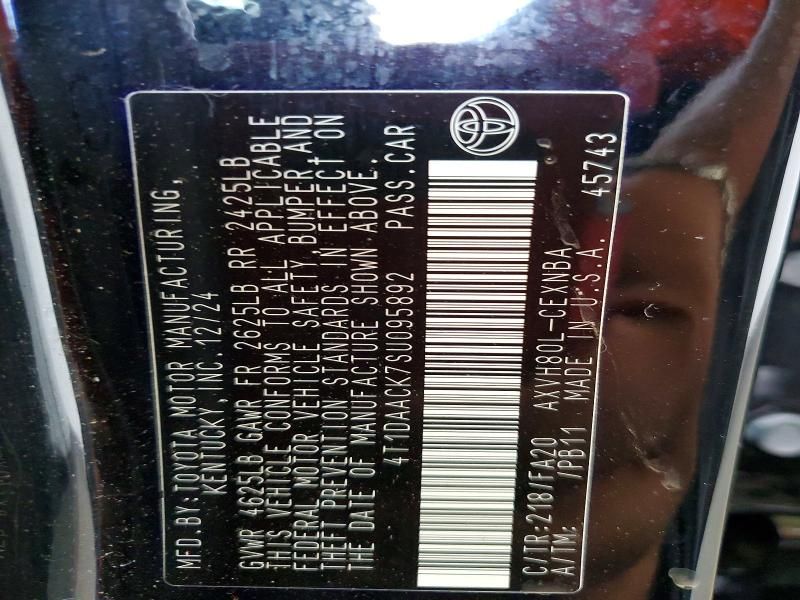 MFD. BY: TOYOTA MOTOR MANUFACTURING,
KENTUCKY, INC. 12/24
GVWR 4625LB GAWR FR 2625LB RR 2425LB
THIS VEHICLE CONFORMS TO ALL APPLICABLE
FEDERAL MOTOR VEHICLE SAFETY, BUMPER, AND
THEFT PREVENTION STANDARDS IN EFFECT ON
THE DATE OF MANUFACTURE SHOWN ABOVE.
4T1DAACK7SU095892 PASS.CAR
C/TR:218/FA20 AXVH80L-CEXNBA
A/TM: /PB11 MADE IN U.S.A. 45743